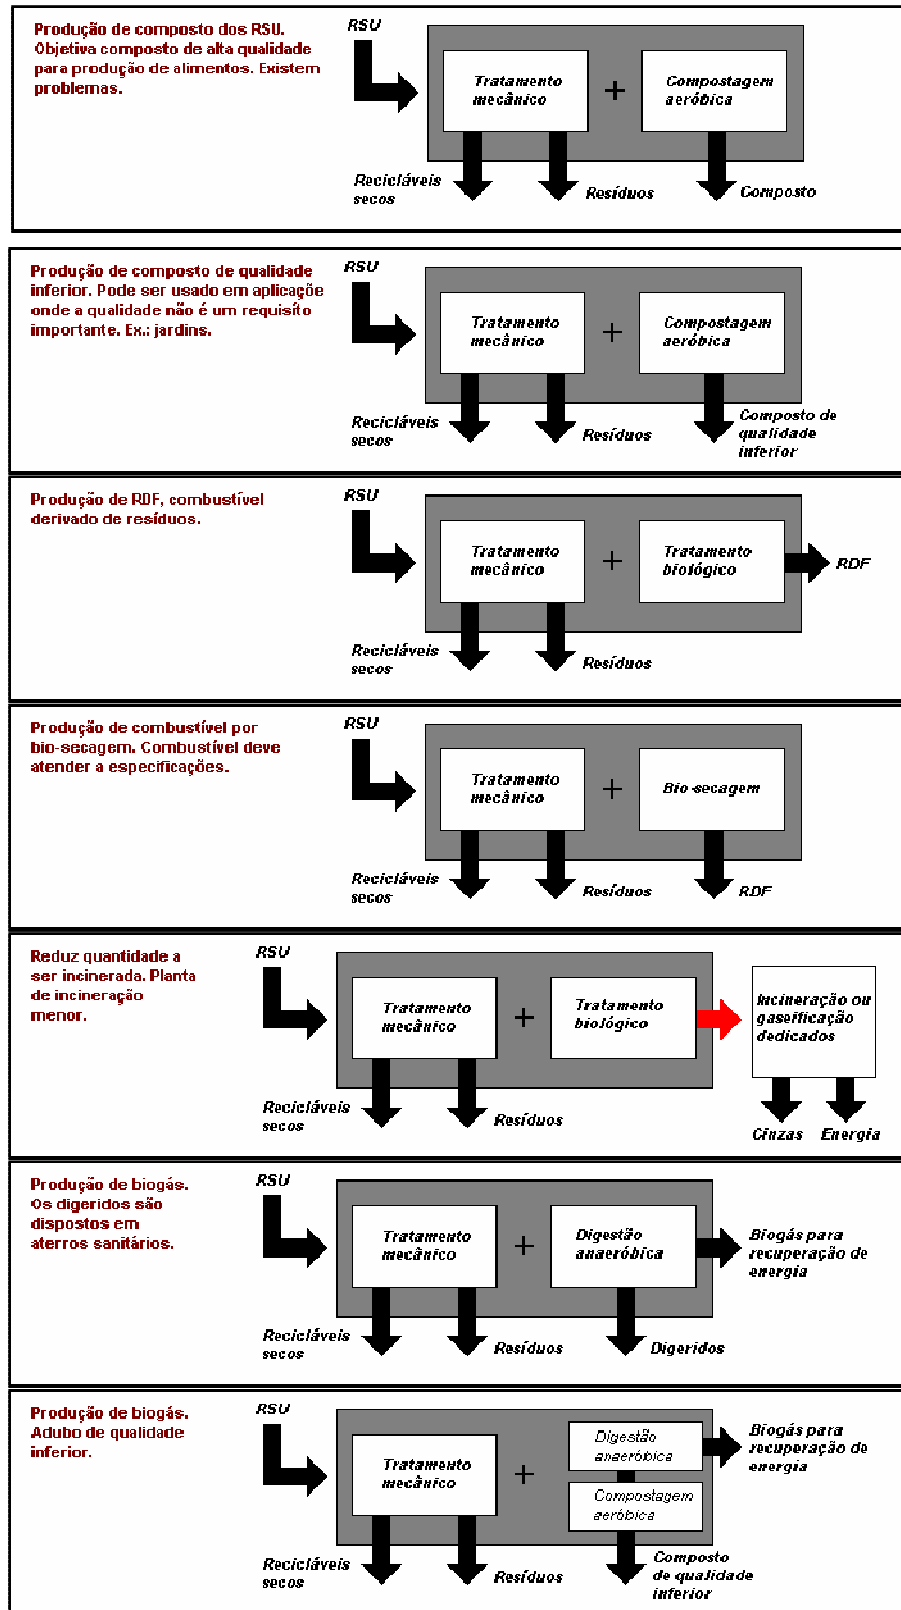 Produção de composto dos RSU.
Objetiva composto de alta qualidade
para produção de alimentos. Existem
problemas.
RSU
Tratamento
mecânico
+
Compostagem
aeróbica
Recicláveis
secos
Resíduos
Composto
Produção de composto de qualidade
inferior. Pode ser usado em aplicaçõe
onde a qualidade não é um requisito
importante. Ex.: jardins.
RSU
Tratamento
mecânico
+
Compostagem
aeróbica
Recicláveis
secos
Resíduos
Composto de
qualidade
inferior
Produção de RDF, combustível
derivado de resíduos.
RSU
Tratamento
mecânico
+
Tratamento
biológico
RDF
Recicláveis
secos
Resíduos
Produção de combustível por
bio-secagem. Combustível deve
atender a especificações.
RSU
Tratamento
mecânico
+
Bio-secagem
Recicláveis
secos
Resíduos
RDF
Reduz quantidade a
ser incinerada. Planta
de incineração
menor.
RSU
Tratamento
mecânico
+
Tratamento
biológico
Incineração ou
gaseificação
dedicados
Recicláveis
secos
Resíduos
Cinzas
Energia
Produção de biogás.
Os digeridos são
dispostos em
aterros sanitários.
RSU
Tratamento
mecânico
+
Digestão
anaeróbica
Biogás para
recuperação de
energia
Recicláveis
secos
Resíduos
Digeridos
Produção de biogás.
Adubo de qualidade
inferior.
RSU
Tratamento
mecânico
+
Digestão
anaeróbica
Compostagem
aeróbica
Biogás para
recuperação de
energia
Recicláveis
secos
Resíduos
Composto
de qualidade
inferior